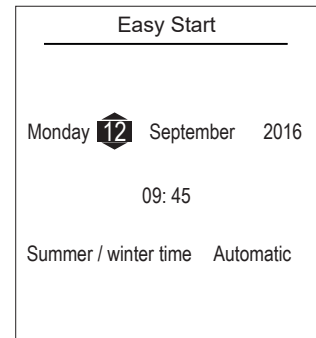 Easy Start
Monday 12 September 2016
09: 45
Summer / winter time Automatic